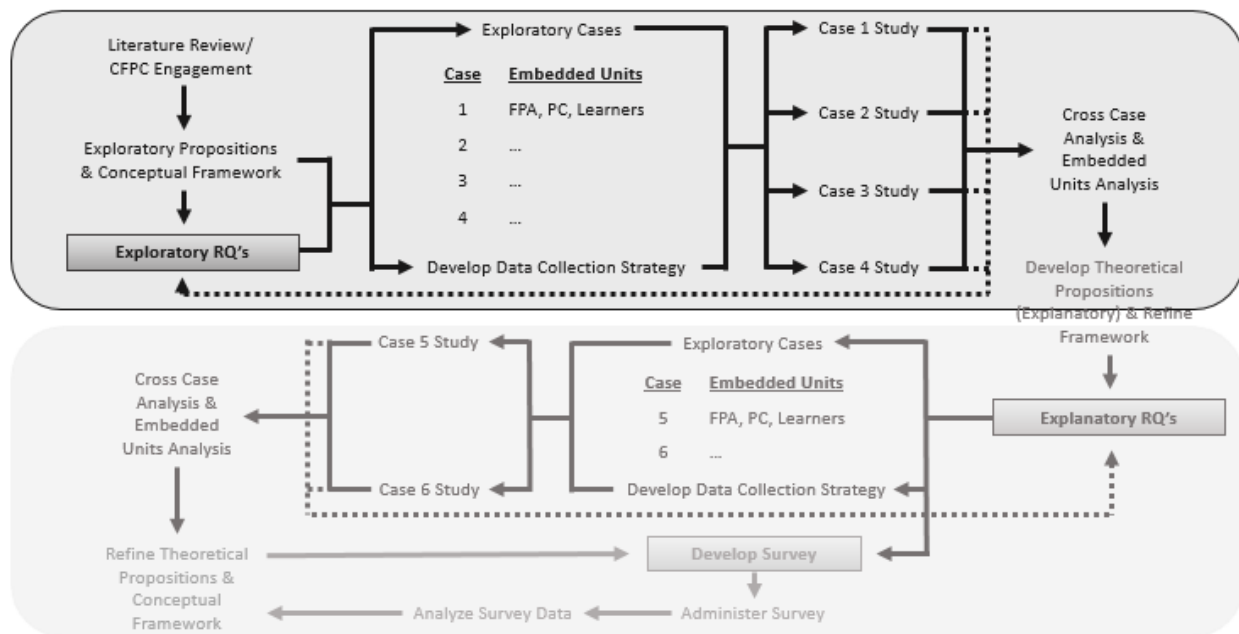 Literature Review/
CFPC Engagement
Exploratory Propositions
& Conceptual Framework
Exploratory RQ's
Exploratory Cases
Case Embedded Units
1 FPA, PC, Learners
2 ...
3 ...
4 ...
Develop Data Collection Strategy
Case 1 Study
Case 2 Study
Case 3 Study
Case 4 Study
Cross Case
Analysis &
Embedded
Units Analysis
Develop Theoretical
Propositions
(Explanatory) & Refine
Framework
Explanatory RQ's
Exploratory Cases
Case Embedded Units
5 FPA, PC, Learners
6 ...
Develop Data Collection Strategy
Case 5 Study
Case 6 Study
Cross Case
Analysis &
Embedded
Units Analysis
Refine Theoretical
Propositions &
Conceptual
Framework
Develop Survey
Administer Survey
Analyze Survey Data